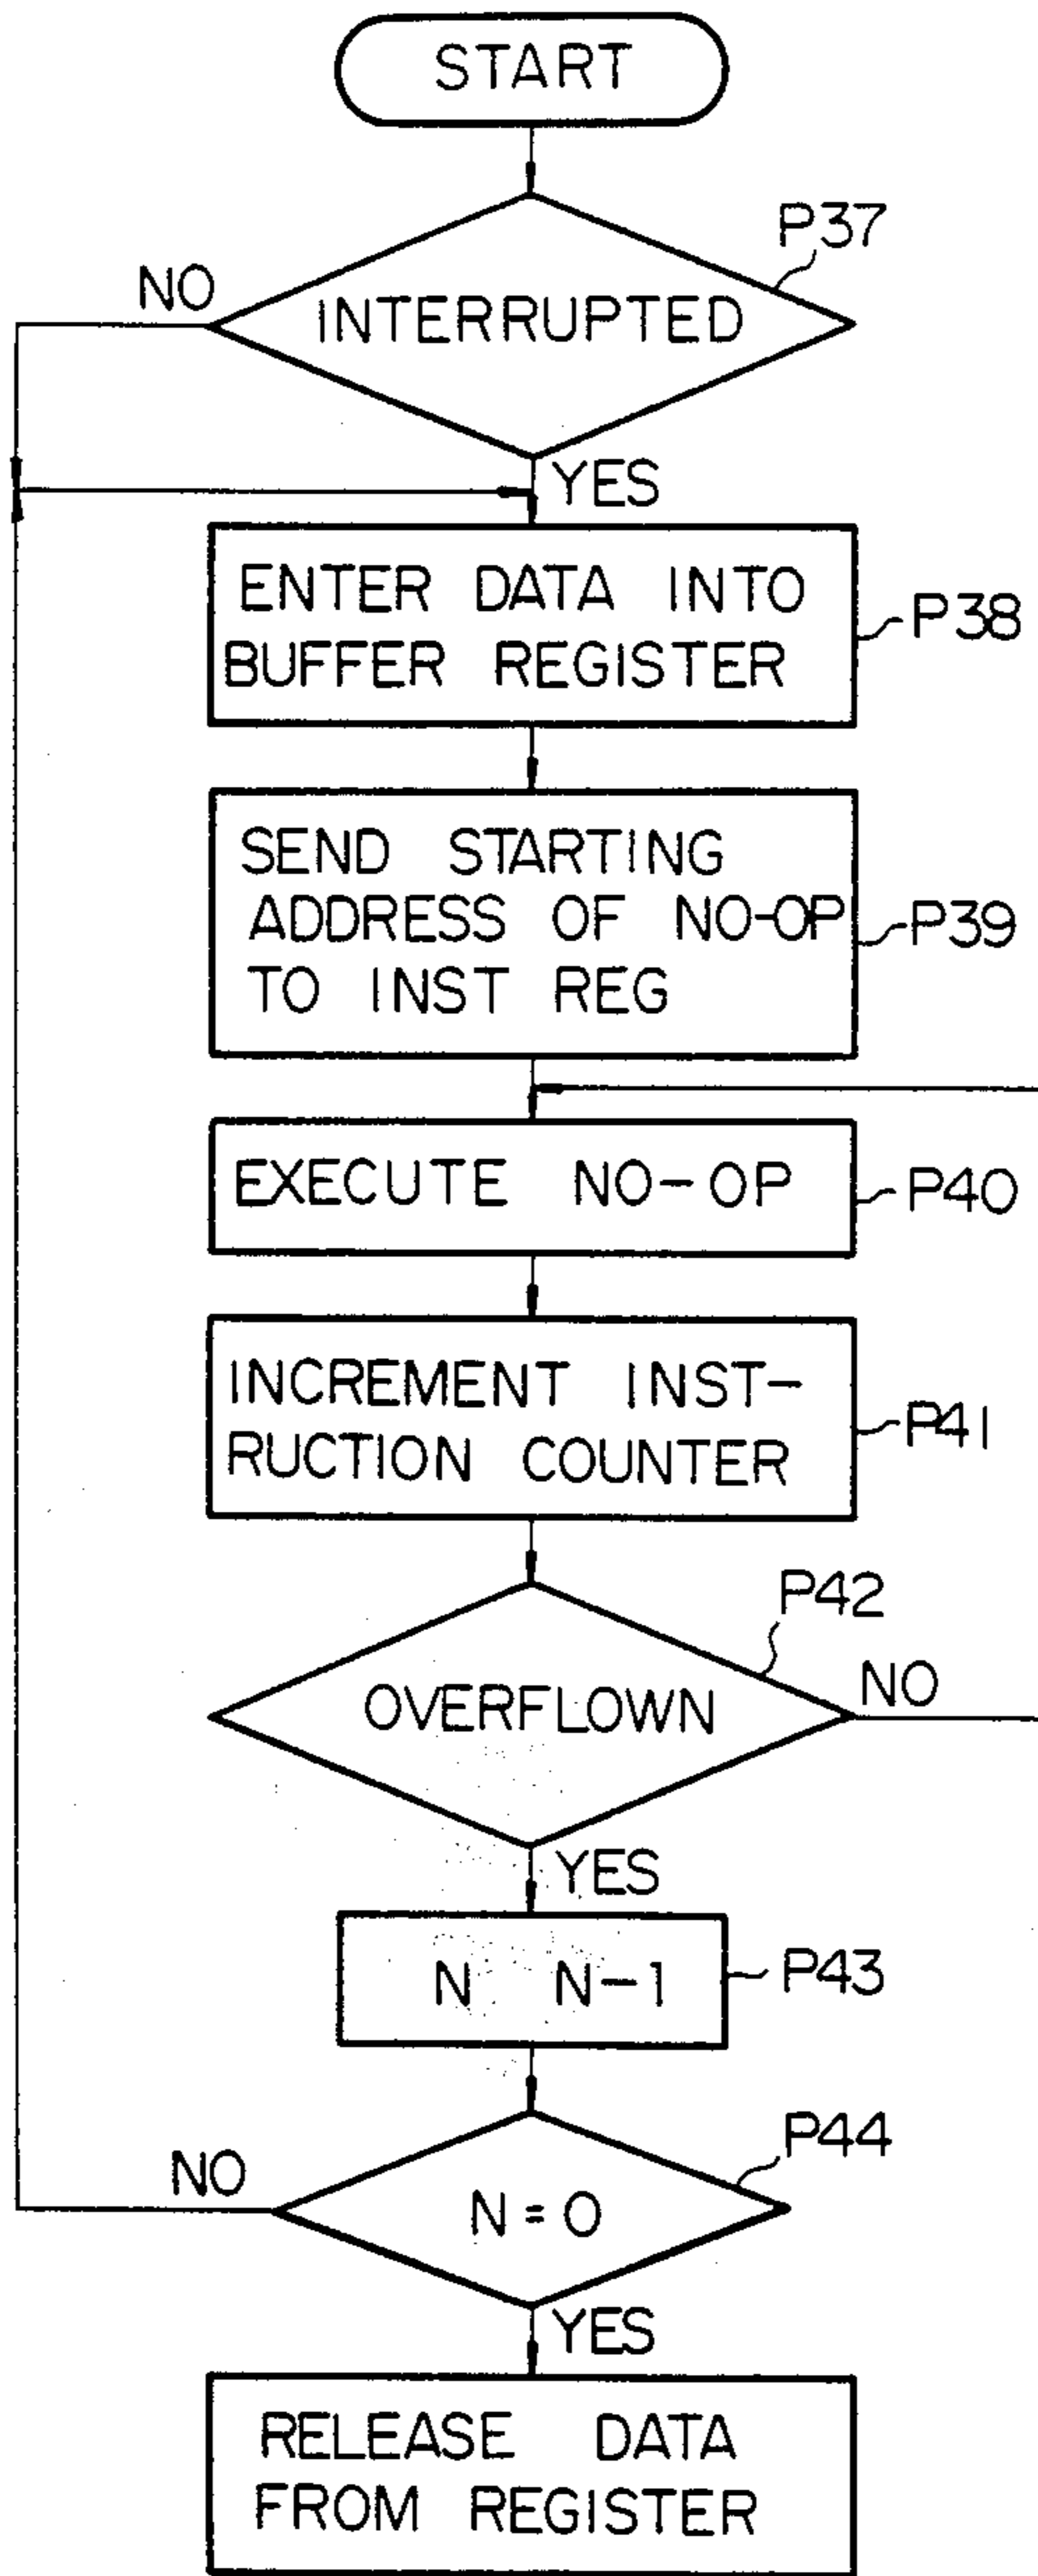 START
P37
NO
INTERRUPTED
YES
ENTER DATA INTO
BUFFER REGISTER
P38
SEND STARTING
ADDRESS OF NO-OP
TO INST REG
P39
EXECUTE NO-OP
P40
INCREMENT INST-
RUCTION COUNTER
P41
P42
OVERFLOWN
NO
YES
N N-1
P43
P44
NO
N=0
YES
RELEASE DATA
FROM REGISTER